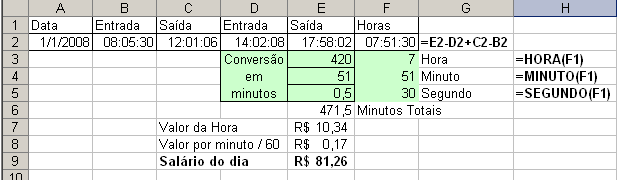 A B C D E F G H
1 Data Entrada Saída Entrada Saída Horas
2 1/1/2008 08:05:30 12:01:06 14:02:08 17:58:02 07:51:30 =E2-D2+C2-B2
3 Conversão 420 7 Hora =HORA(F1)
4 em 51 51 Minuto =MINUTO(F1)
5 minutos 0,5 30 Segundo =SEGUNDO(F1)
6 471,5 Minutos Totais
7 Valor da Hora R$ 10,34
8 Valor por minuto / 60 R$ 0,17
9 Salário do dia R$ 81,26
10